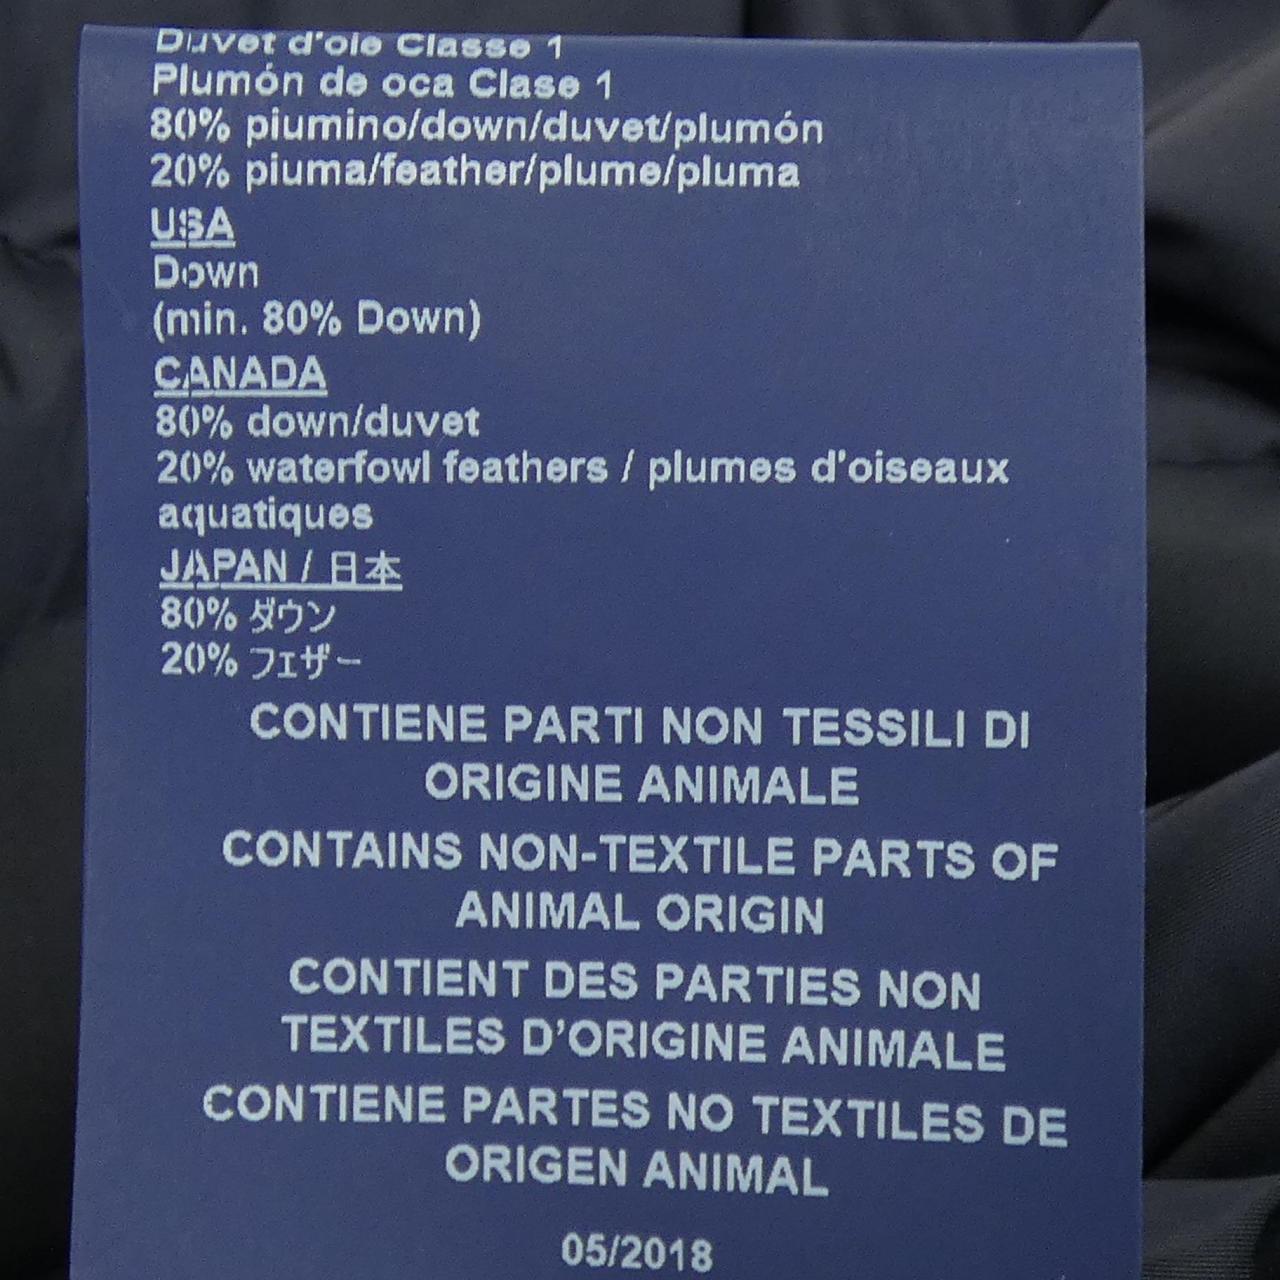 Duvet d'oie Classe 1
Plumón de oca Clase 1
80% piumino/down/duvet/plumón
20% piuma/feather/plume/pluma
USA
Down
(min. 80% Down)
CANADA
80% down/duvet
20% waterfowl feathers / plumes d'oiseaux
aquatiques
JAPAN / 日本
80% ダウン
20% フェザー
CONTIENE PARTI NON TESSILI DI
ORIGINE ANIMALE
CONTAINS NON-TEXTILE PARTS OF
ANIMAL ORIGIN
CONTIENT DES PARTIES NON
TEXTILES D'ORIGINE ANIMALE
CONTIENE PARTES NO TEXTILES DE
ORIGEN ANIMAL
05/2018